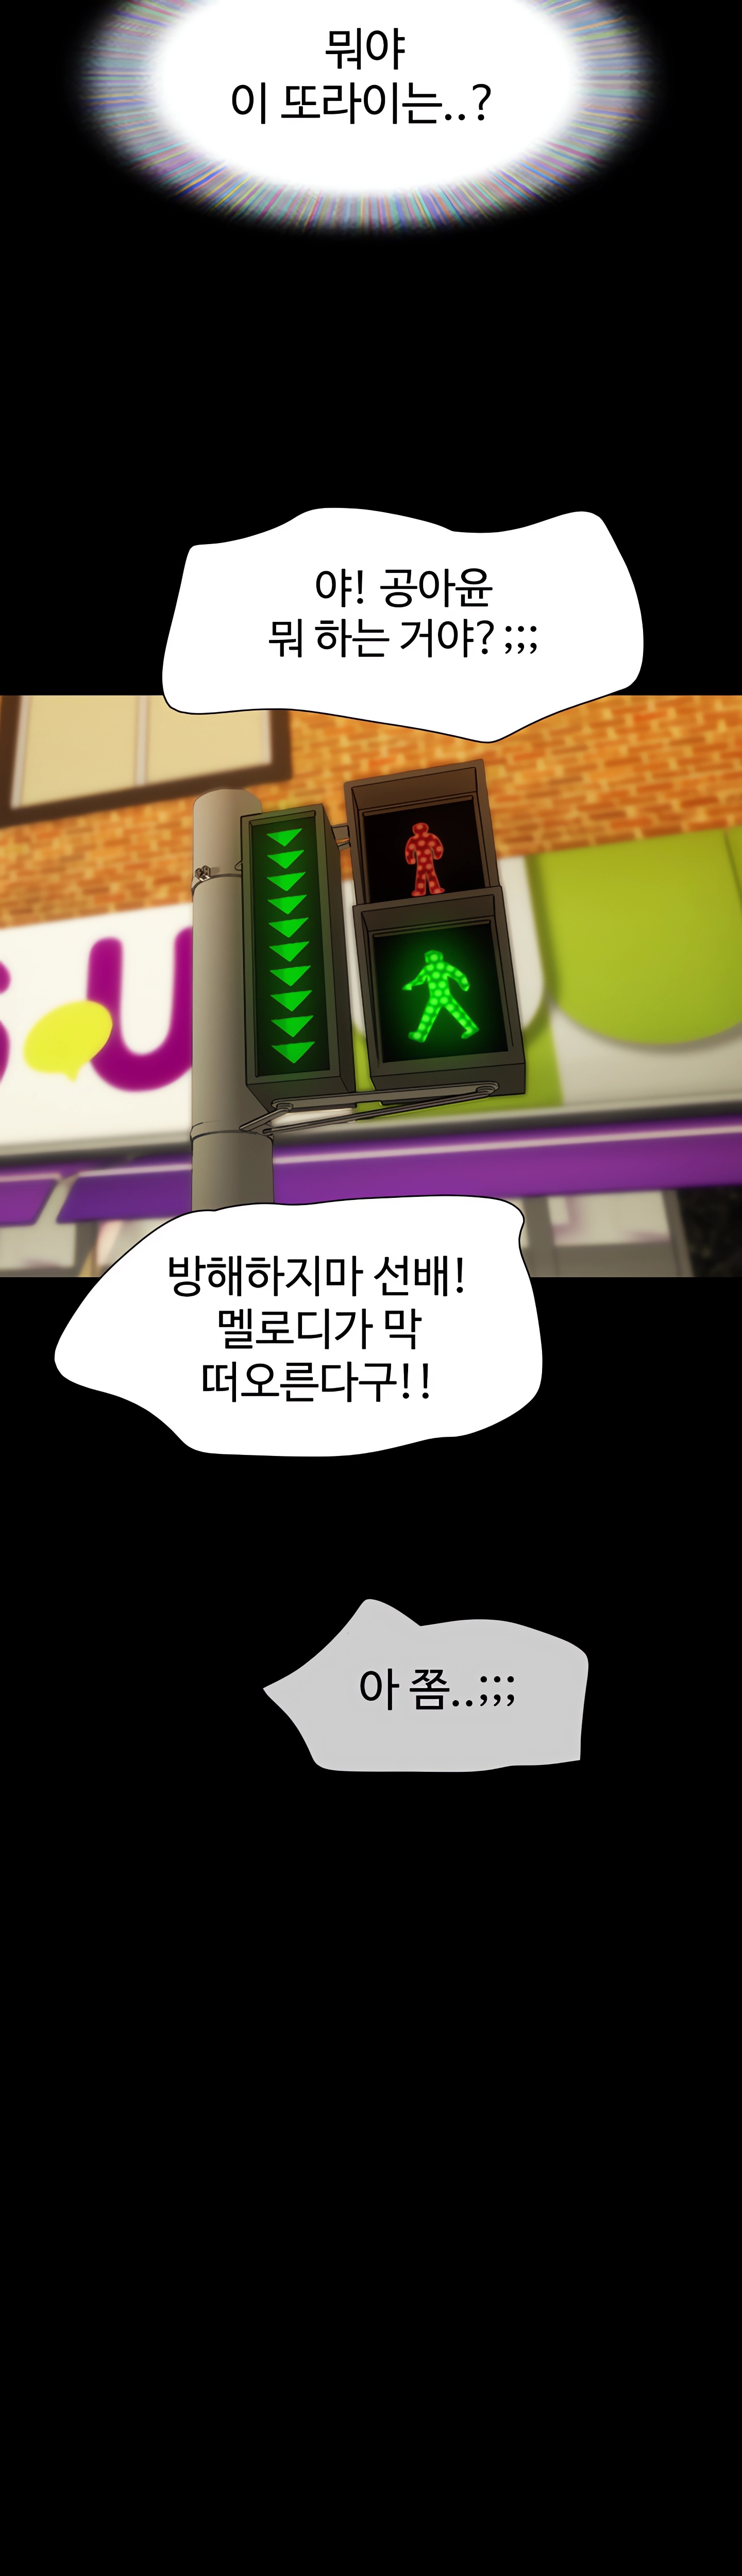 뭐야
이 또라이는..?
야! 공아윤
뭐 하는 거야?;;;
U
방해하지마 선배!
멜로디가 막
떠오른다구!!
아 쫌..;;;